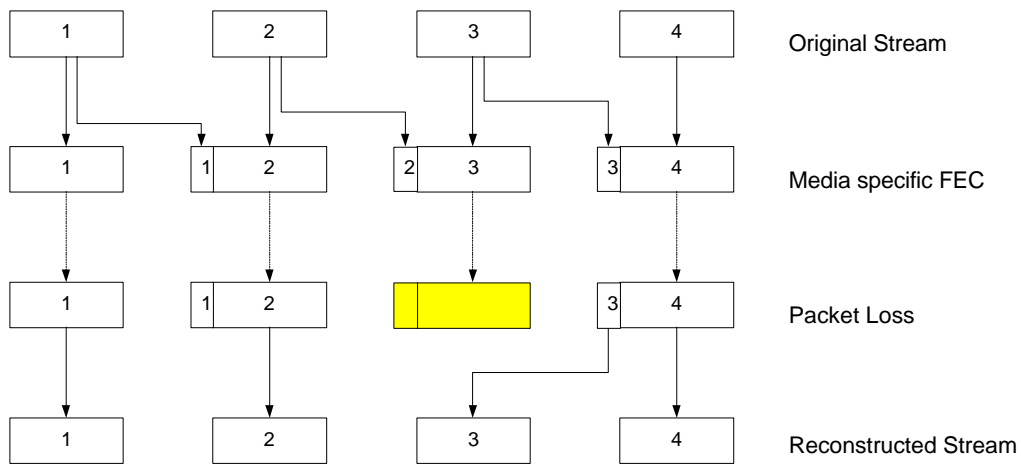 1 2 3 4 Original Stream
1 1 2 2 3 3 4 Media specific FEC
1 1 2 3 4 Packet Loss
1 2 3 4 Reconstructed Stream